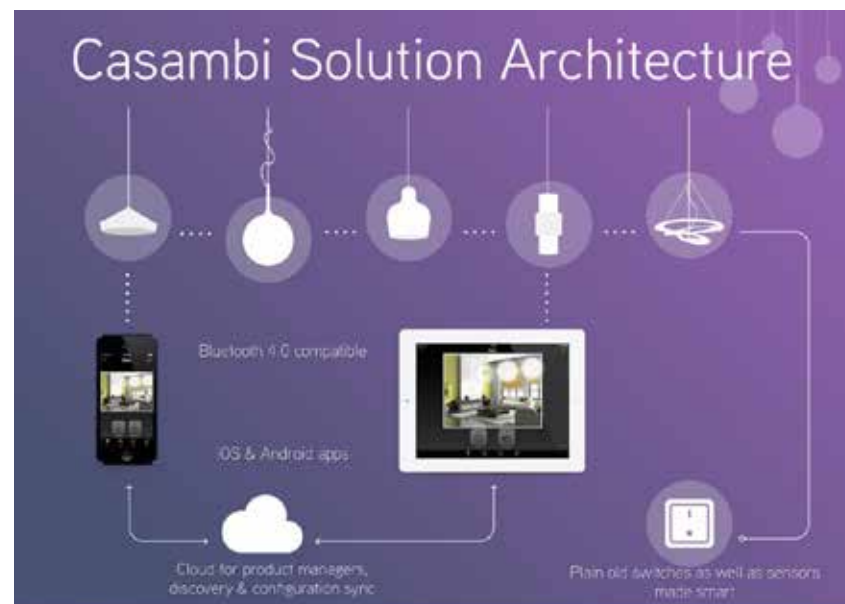 Casambi Solution Architecture
Bluetooth 4.0 compatible
iOS & Android apps
Cloud for product managers,
discovery & configuration sync
Plain old switches as well as sensors
made smart